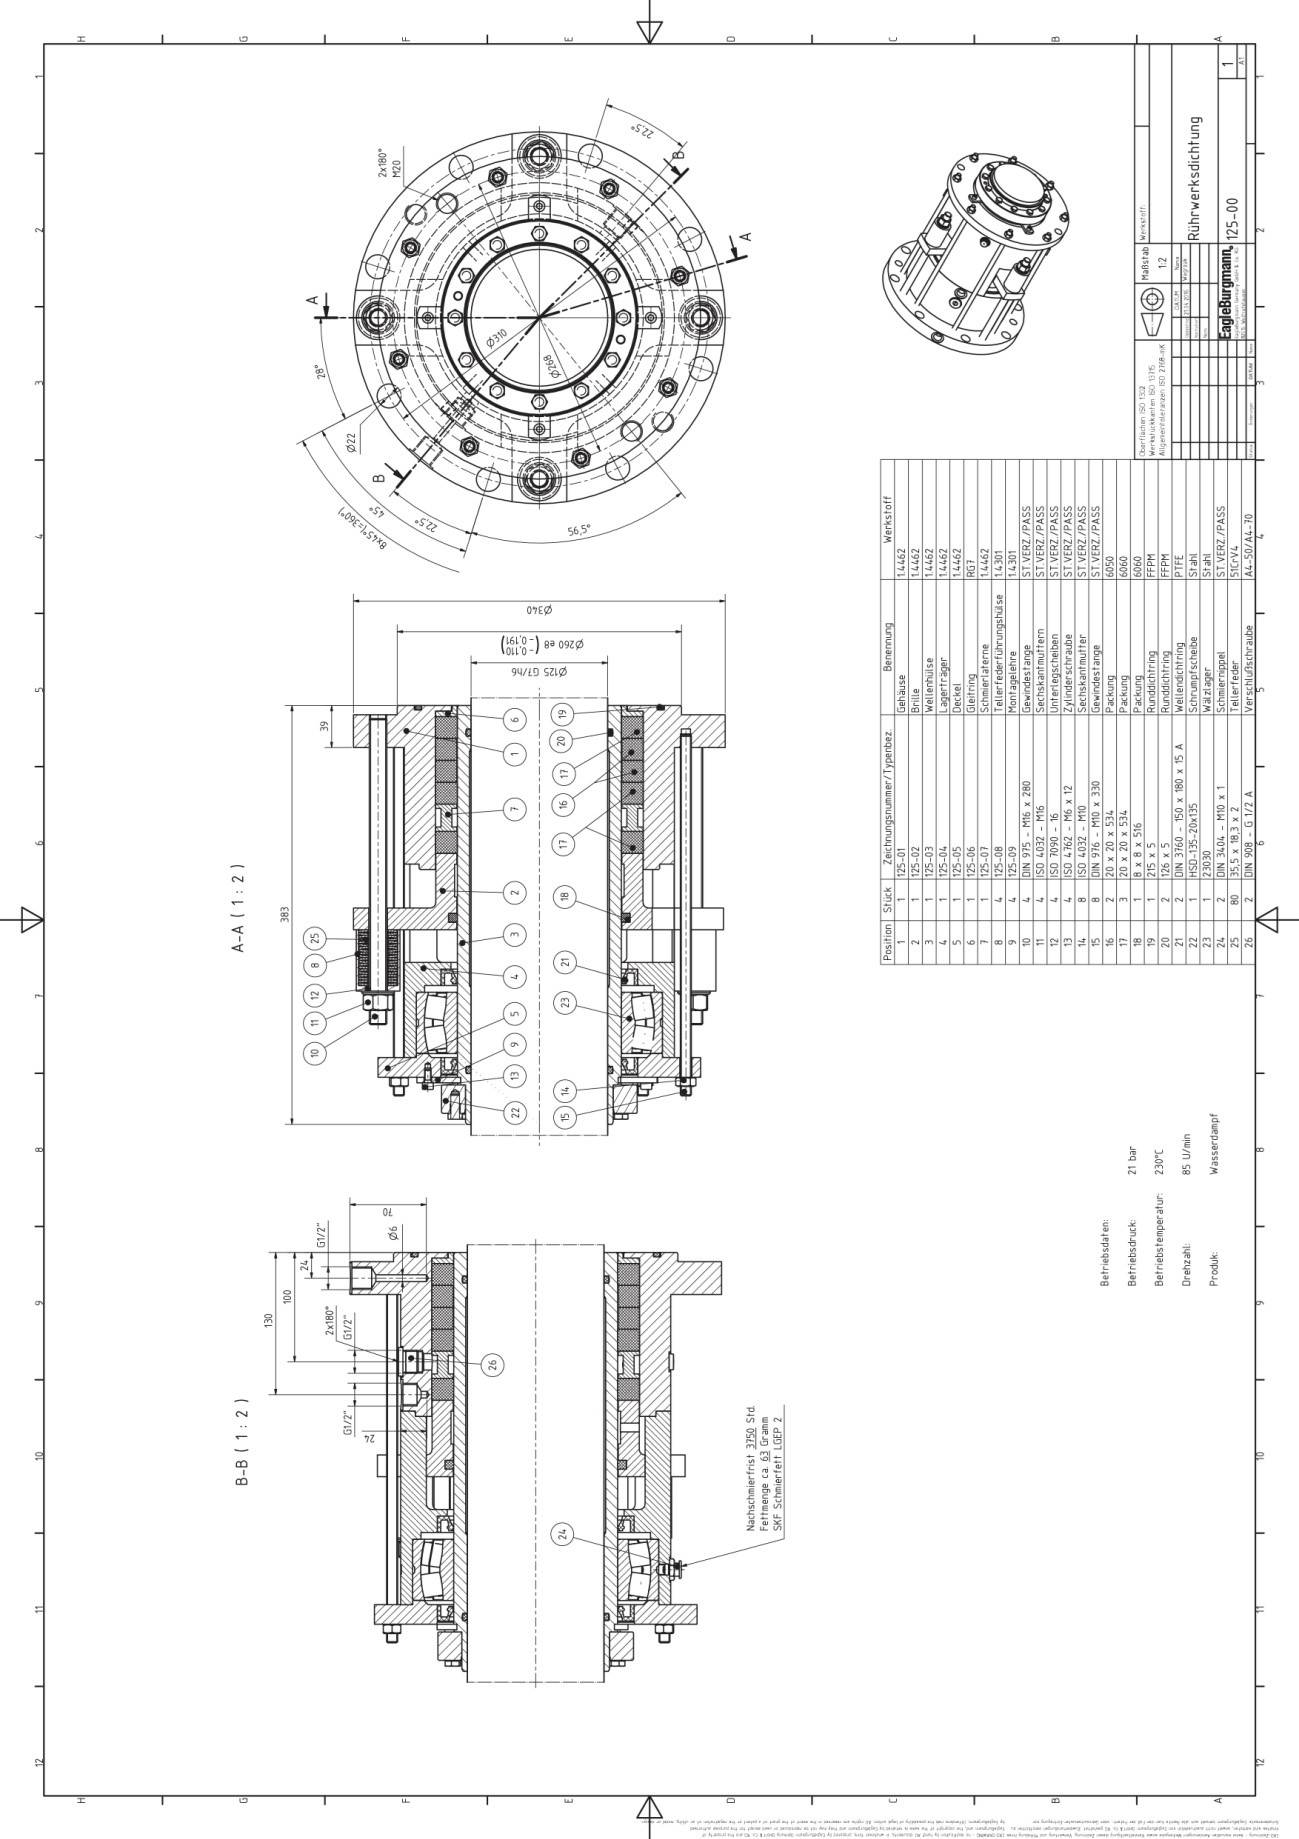 12 11 10 9 8 7 6 5 4 3 2 1
H H
G G
F F
E E
D D
C C
B B
A A
B-B ( 1 : 2 )
130
100
24
G1/2"
2x180°
G1/2"
G1/2"
24
Ø6
70
26
24
Nachschmierfrist 3750 Std.
Fettmenge ca. 63 Gramm
SKF Schmierfett LGEP 2
A-A ( 1 : 2 )
383
39
10 11 12 8 25
22 13 9 5 4 3 2 7 1 6
15 14 23 21 18 17 16 17 20 19
Ø125 G7/h6
Ø260 e8 (-0,110 -0,191)
Ø340
28°
A
8x45°(=360°)
45°
Ø22
B
22,5°
2x180°
M20
Ø310
Ø268
56,5°
22,5°
B
A
Position Stück Zeichnungsnummer/Typenbez. Benennung Werkstoff
1 1 125-01 Gehäuse 1.4462
2 1 125-02 Brille 1.4462
3 1 125-03 Wellenhülse 1.4462
4 1 125-04 Lagerträger 1.4462
5 1 125-05 Deckel 1.4462
6 1 125-06 Gleitring RG7
7 1 125-07 Schmierlaterne 1.4462
8 4 125-08 Tellerfederführungshülse 1.4301
9 4 125-09 Montagelehre 1.4301
10 4 DIN 975 - M16 x 280 Gewindestange ST.VERZ./PASS
11 4 ISO 4032 - M16 Sechskantmuttern ST.VERZ./PASS
12 4 ISO 7090 - 16 Unterlegscheiben ST.VERZ./PASS
13 4 ISO 4762 - M6 x 12 Zylinderschraube ST.VERZ./PASS
14 8 ISO 4032 - M10 Sechskantmutter ST.VERZ./PASS
15 8 DIN 976 - M10 x 330 Gewindestange ST.VERZ./PASS
16 2 20 x 20 x 534 Packung 6050
17 3 20 x 20 x 534 Packung 6060
18 1 8 x 8 x 516 Packung 6060
19 1 215 x 5 Runddichtring FFPM
20 2 126 x 5 Runddichtring FFPM
21 2 DIN 3760 - 150 x 180 x 15 A Wellendichtring PTFE
22 1 HSD-135-20x135 Schrumpfscheibe Stahl
23 1 23030 Wälzlager Stahl
24 2 DIN 3404 - M10 x 1 Schmiernippel ST.VERZ./PASS
25 80 35,5 x 18,3 x 2 Tellerfeder 51CrV4
26 2 DIN 908 - G 1/2 A Verschlußschraube A4-50/A4-70
Betriebsdaten:
Betriebsdruck: 21 bar
Betriebstemperatur: 230°C
Drehzahl: 85 U/min
Produk: Wasserdampf
Oberflächen ISO 1302
Werkstückkanten ISO 13715
Allgemeintoleranzen ISO 2768-mK
Maßstab
1:2
Werkstoff:
DATUM Name
21.04.2016
Rührwerksdichtung
EagleBurgmann®
125-00
1
A1
DATUM Name
12 11 10 9 8 7 6 5 4 3 2 1